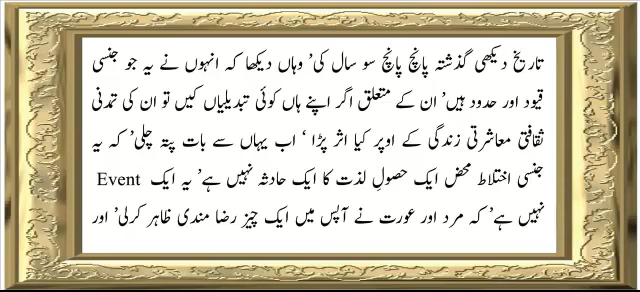 تاریخ دیکھی گذشتہ پانچ پانچ سو سال کی’ وہاں دیکھا کہ انہوں نے یہ جو جنسی
قیود اور حدود ہیں’ ان کے متعلق اگر اپنے ہاں کوئی تبدیلیاں کیں تو ان کی تمدنی
ثقافتی معاشرتی زندگی کے اوپر کیا اثر پڑا ‘ اب یہاں سے بات پتہ چلی’ کہ یہ
جنسی اختلاط محض ایک حصولِ لذت کا ایک حادثہ نہیں ہے’ یہ ایک Event
نہیں ہے’ کہ مرد اور عورت نے آپس میں ایک چیز رضا مندی ظاہر کرلی’ اور